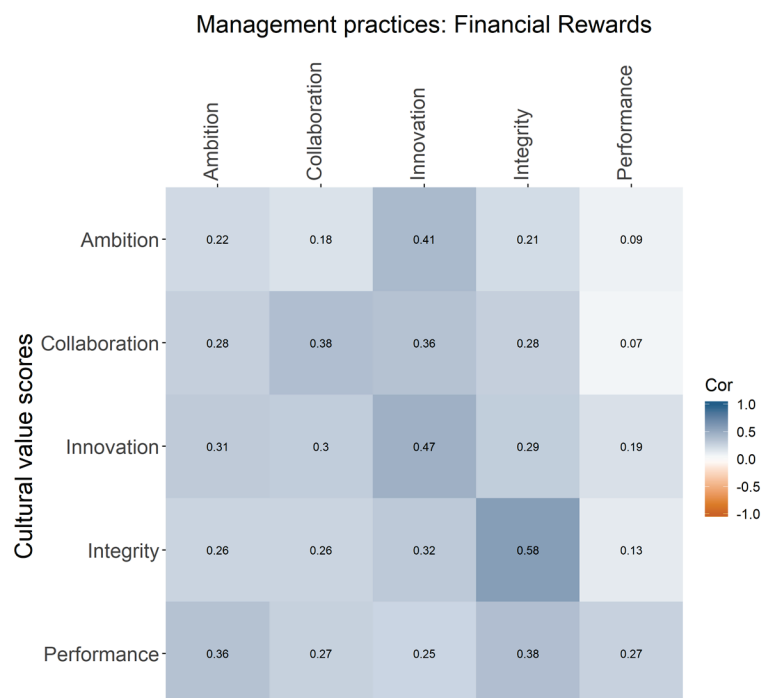 Management practices: Financial Rewards
Ambition
Collaboration
Innovation
Integrity
Performance
Cultural value scores
Ambition
0.22 0.18 0.41 0.21 0.09
Collaboration
0.28 0.38 0.36 0.28 0.07
Innovation
0.31 0.3 0.47 0.29 0.19
Integrity
0.26 0.26 0.32 0.58 0.13
Performance
0.36 0.27 0.25 0.38 0.27
Cor
1.0
0.5
0.0
-0.5
-1.0